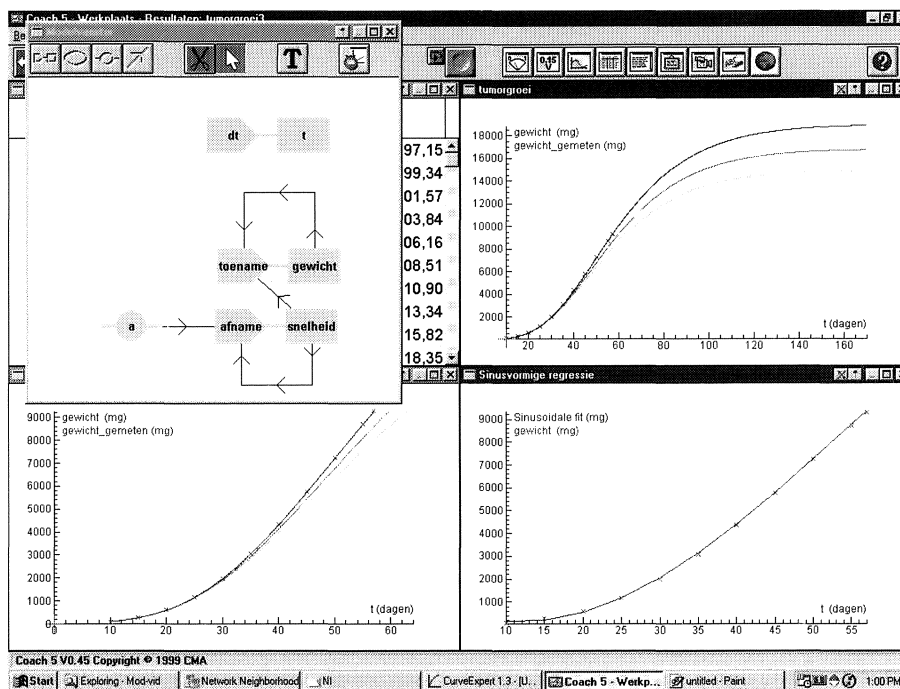 Coach 5 - Werkplaats - Resultaten: tumorgroei3
Be
T
0,15
V
?
dt
t
toename
gewicht
a
afname
snelheid
97,15
99,34
01,57
03,84
06,16
08,51
10,90
13,34
15,82
18,35
tumorgroei
gewicht (mg)
gewicht_gemeten (mg)
18000
16000
14000
12000
10000
8000
6000
4000
2000
t (dagen)
20 40 60 80 100 120 140 160
gewicht (mg)
gewicht_gemeten (mg)
9000
8000
7000
6000
5000
4000
3000
2000
1000
t (dagen)
0 10 20 30 40 50 60
Sinusvormige regressie
Sinusoidale fit (mg)
gewicht (mg)
9000
8000
7000
6000
5000
4000
3000
2000
1000
t (dagen)
10 15 20 25 30 35 40 45 50 55
Coach 5 V0.45 Copyright © 1999 CMA
Start Exploring - Mod-vid Network Neighborhood NI CurveExpert 1.3 - [U... Coach 5 - Werkp... untitled - Paint 1:00 PM